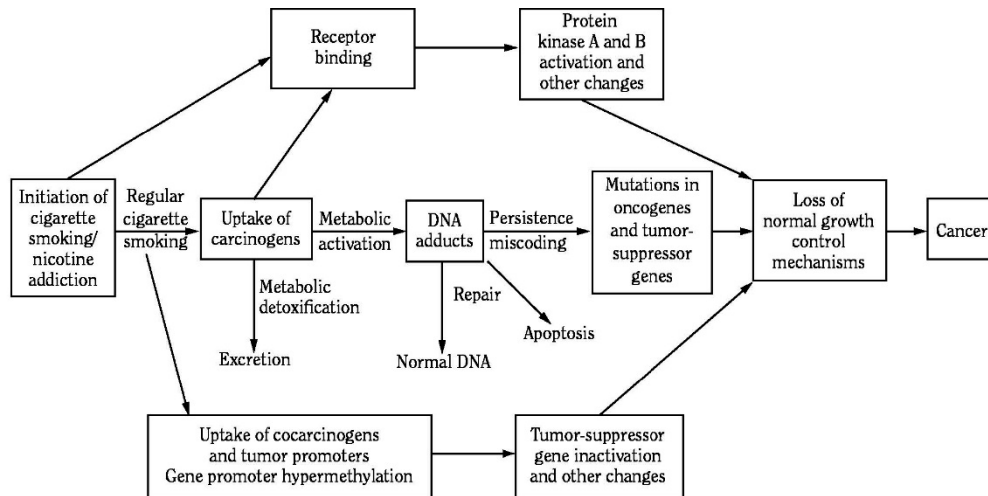 Receptor
binding
Protein
kinase A and B
activation and
other changes
Initiation of
cigarette
smoking/
nicotine
addiction
Regular
cigarette
smoking
Uptake of
carcinogens
Metabolic
activation
DNA
adducts
Persistence
miscoding
Mutations in
oncogenes
and tumor-
suppressor
genes
Loss of
normal growth
control
mechanisms
Cancer
Metabolic
detoxification
Excretion
Repair
Normal DNA
Apoptosis
Uptake of cocarcinogens
and tumor promoters
Gene promoter hypermethylation
Tumor-suppressor
gene inactivation
and other changes